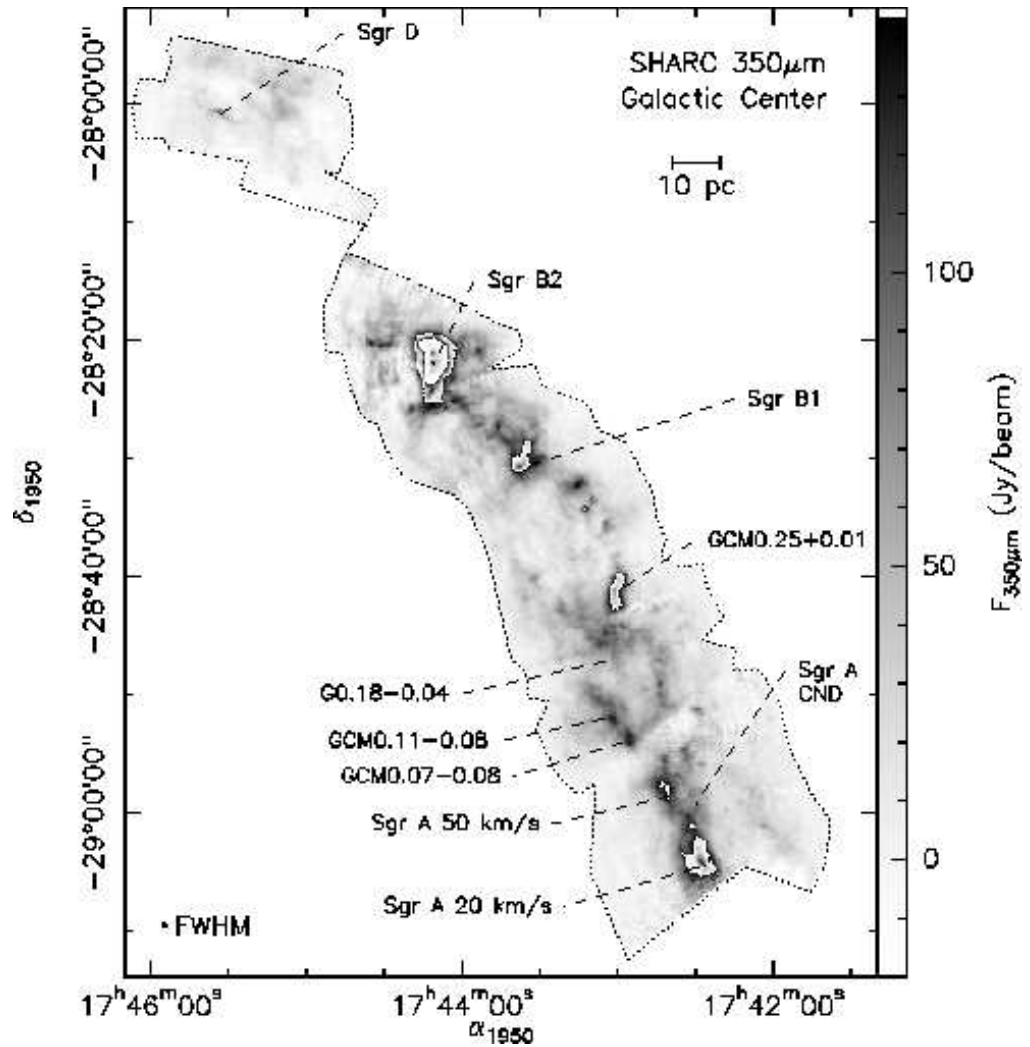 Sgr D
SHARC 350μm
Galactic Center
10 pc
Sgr B2
Sgr B1
GCM0.25+0.01
G0.18-0.04
Sgr A
CND
GCM0.11-0.08
GCM0.07-0.08
Sgr A 50 km/s
Sgr A 20 km/s
FWHM
-28°00'00"
-28°20'00"
-28°40'00"
-29°00'00"
δ1950
17h46m00s
17h44m00s
17h42m00s
α1950
100
50
0
F350μm (Jy/beam)